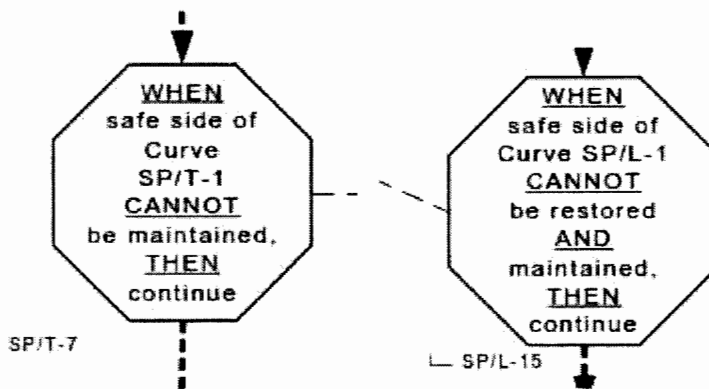 WHEN
safe side of
Curve
SP/T-1
CANNOT
be maintained,
THEN
continue
SP/T-7
WHEN
safe side of
Curve SP/L-1
CANNOT
be restored
AND
maintained,
THEN
continue
SP/L-15